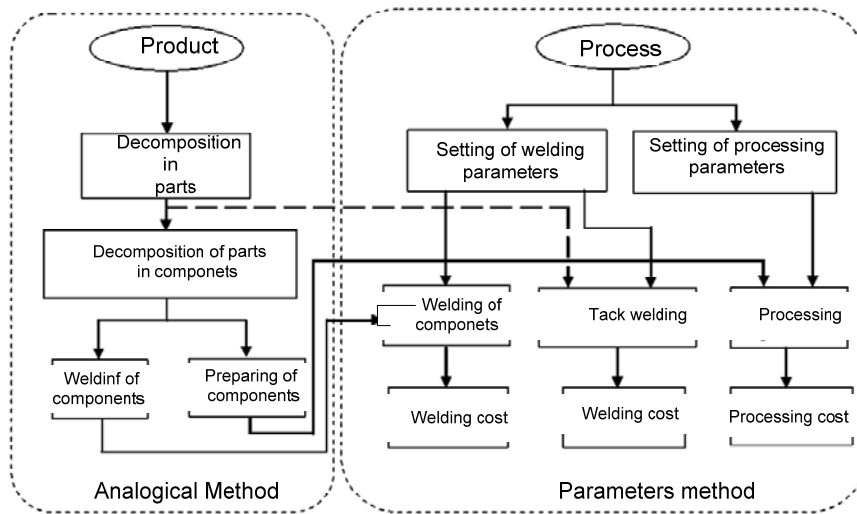 Product
Decomposition
in
parts
Decomposition of parts
in componets
Weldinf of
components
Preparing of
components
Analogical Method
Process
Setting of welding
parameters
Setting of processing
parameters
Welding of
componets
Tack welding
Processing
Welding cost
Welding cost
Processing cost
Parameters method